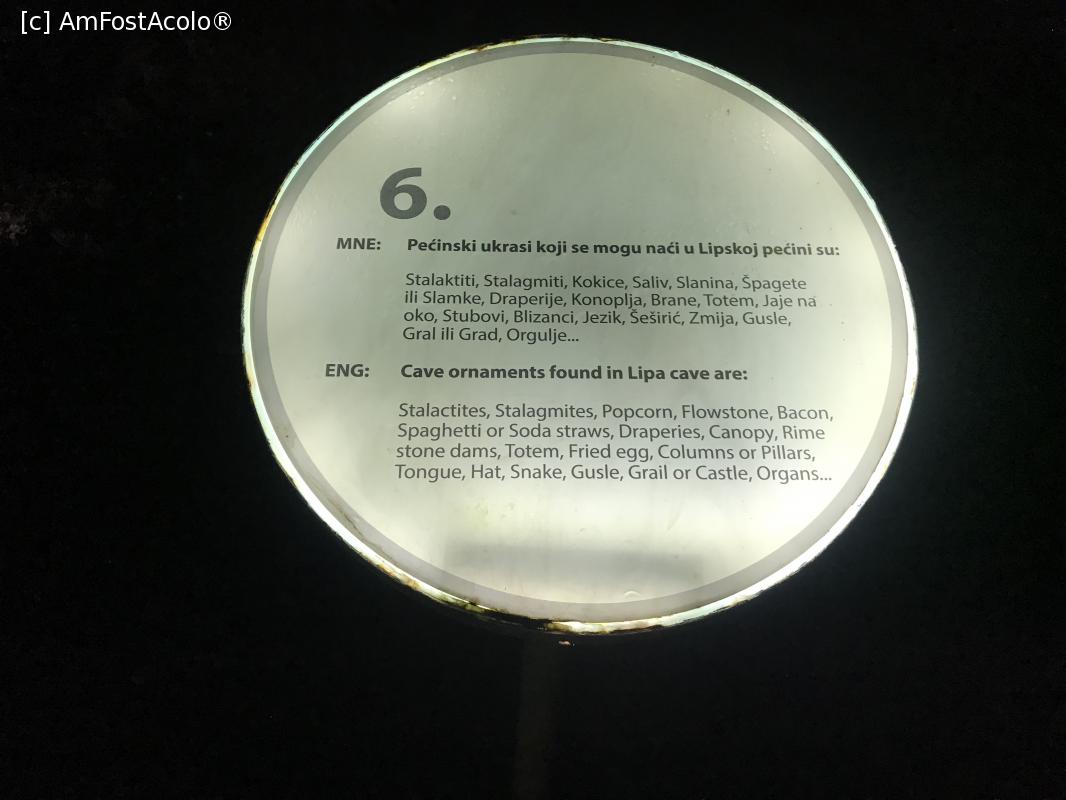 [c] AmFostAcolo®
6.
MNE: Pećinski ukrasi koji se mogu naći u Lipskoj pećini su:
Stalaktiti, Stalagmiti, Kokice, Saliv, Slanina, Špagete
ili Slamke, Draperije, Konoplja, Brane, Totem, Jaje na
oko, Stubovi, Blizanci, Jezik, Šeširić, Zmija, Gusle,
Gral ili Grad, Orgulje...
ENG: Cave ornaments found in Lipa cave are:
Stalactites, Stalagmites, Popcorn, Flowstone, Bacon,
Spaghetti or Soda straws, Draperies, Canopy, Rime
stone dams, Totem, Fried egg, Columns or Pillars,
Tongue, Hat, Snake, Gusle, Grail or Castle, Organs...